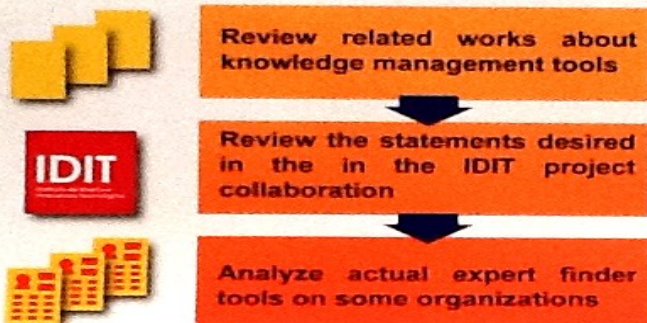 Review related works about
knowledge management tools
Review the statements desired
in the in the IDIT project
collaboration
IDIT
Analyze actual expert finder
tools on some organizations